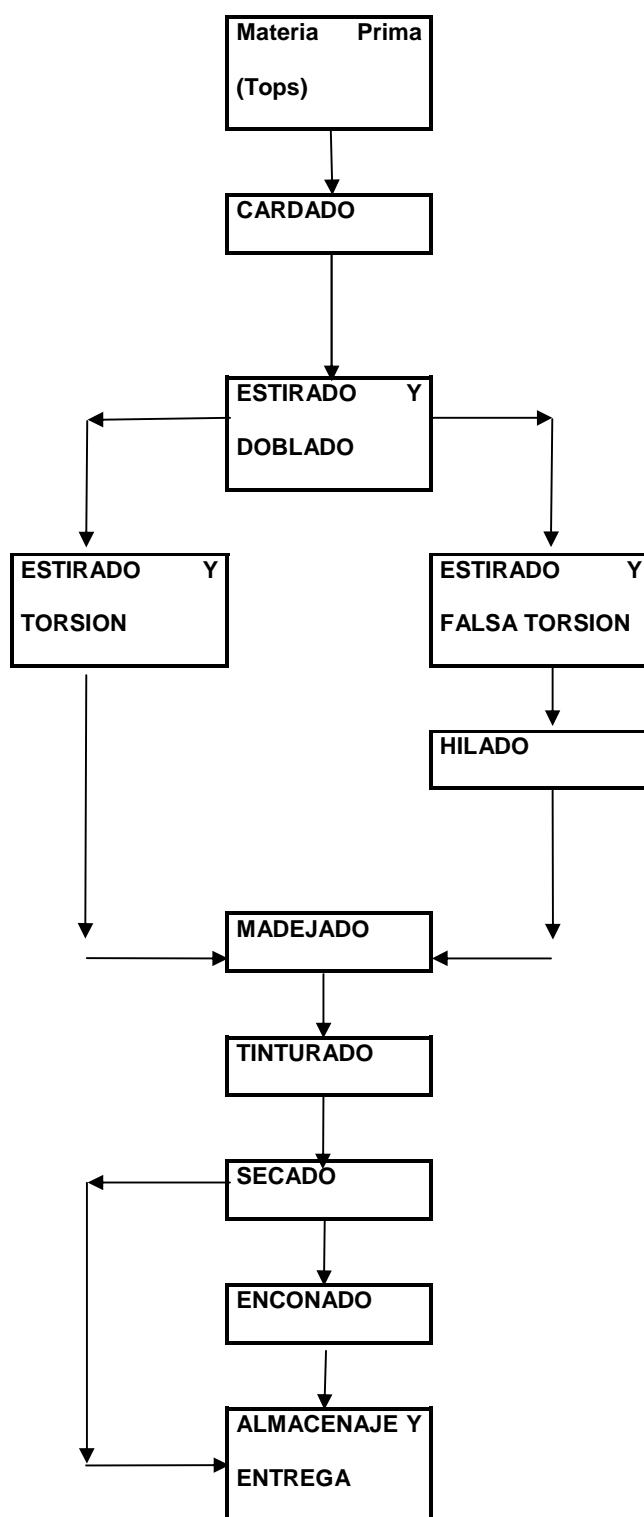 Materia Prima
(Tops)
CARDADO
ESTIRADO Y
DOBLADO
ESTIRADO Y
TORSION
ESTIRADO Y
FALSA TORSION
HILADO
MADEJADO
TINTURADO
SECADO
ENCONADO
ALMACENAJE Y
ENTREGA